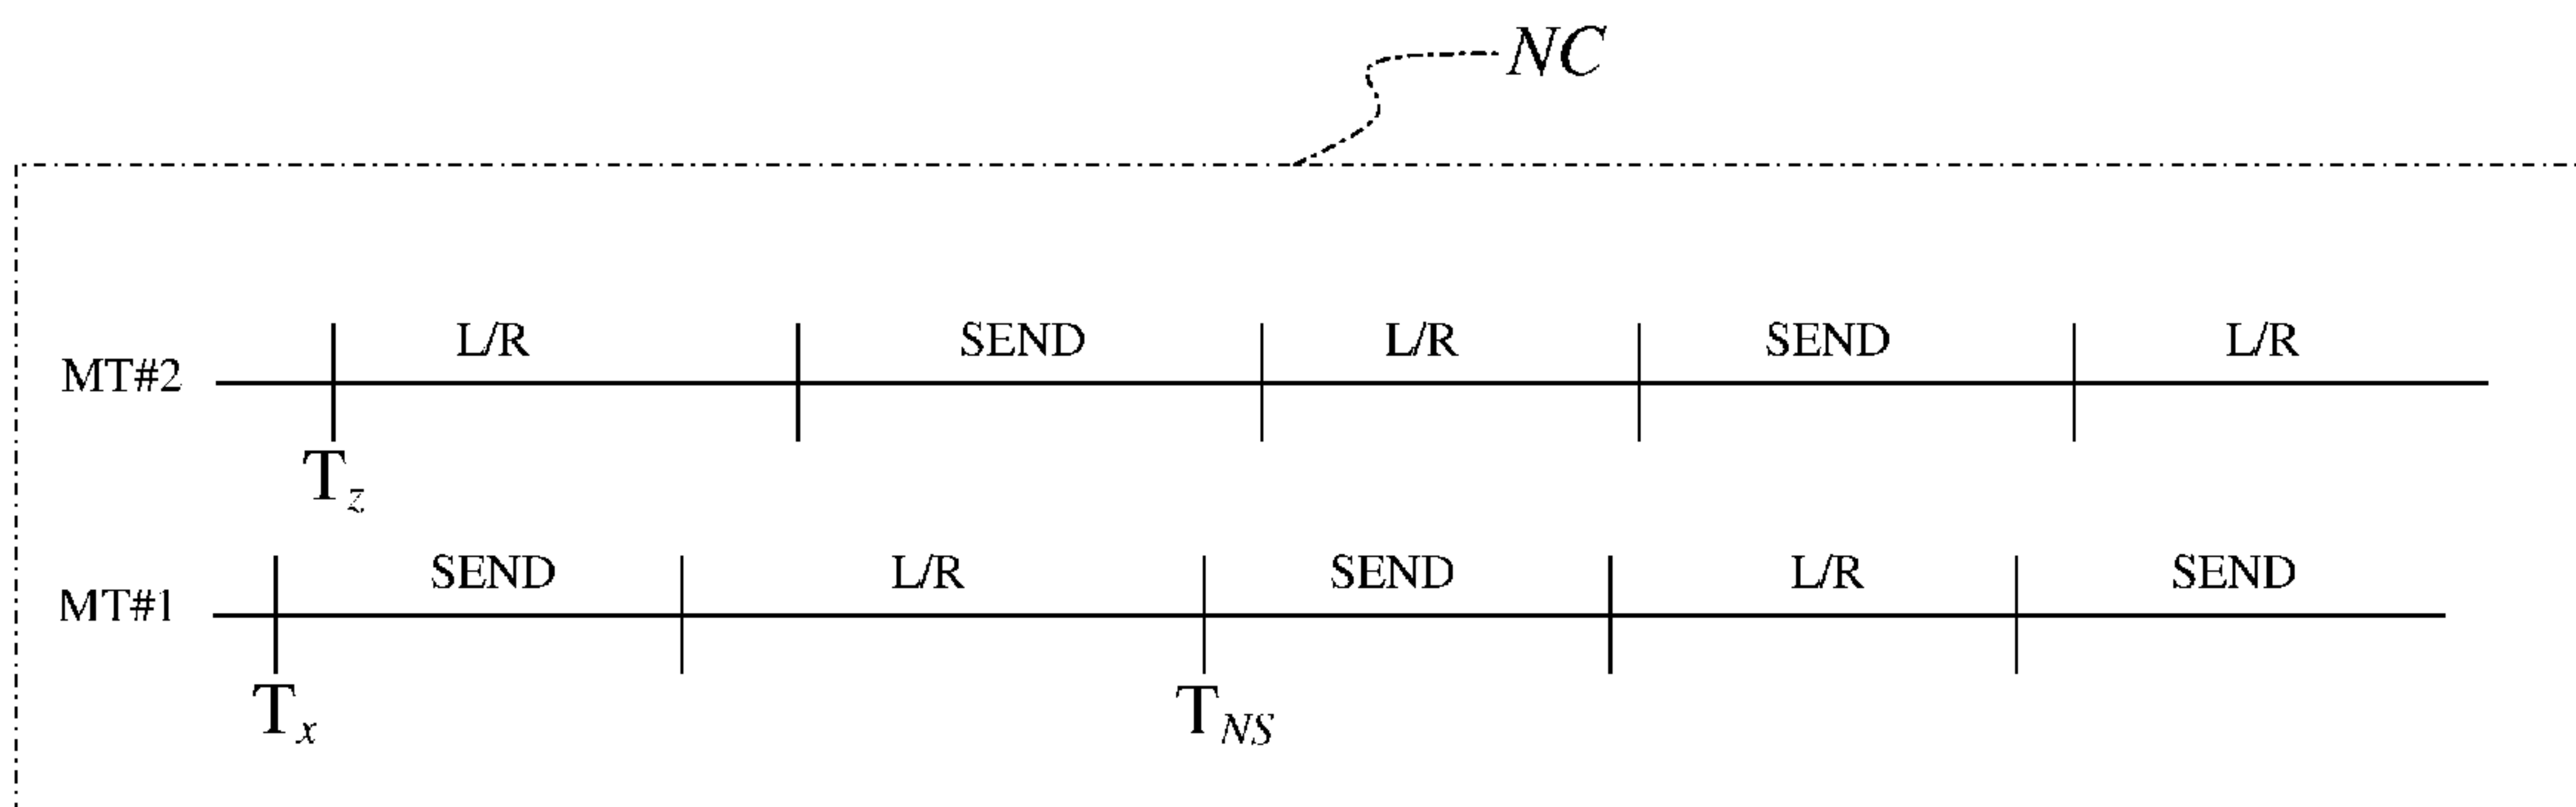 NC
L/R SEND L/R SEND L/R
MT#2
Tz
SEND L/R SEND L/R SEND
MT#1
Tx TNS